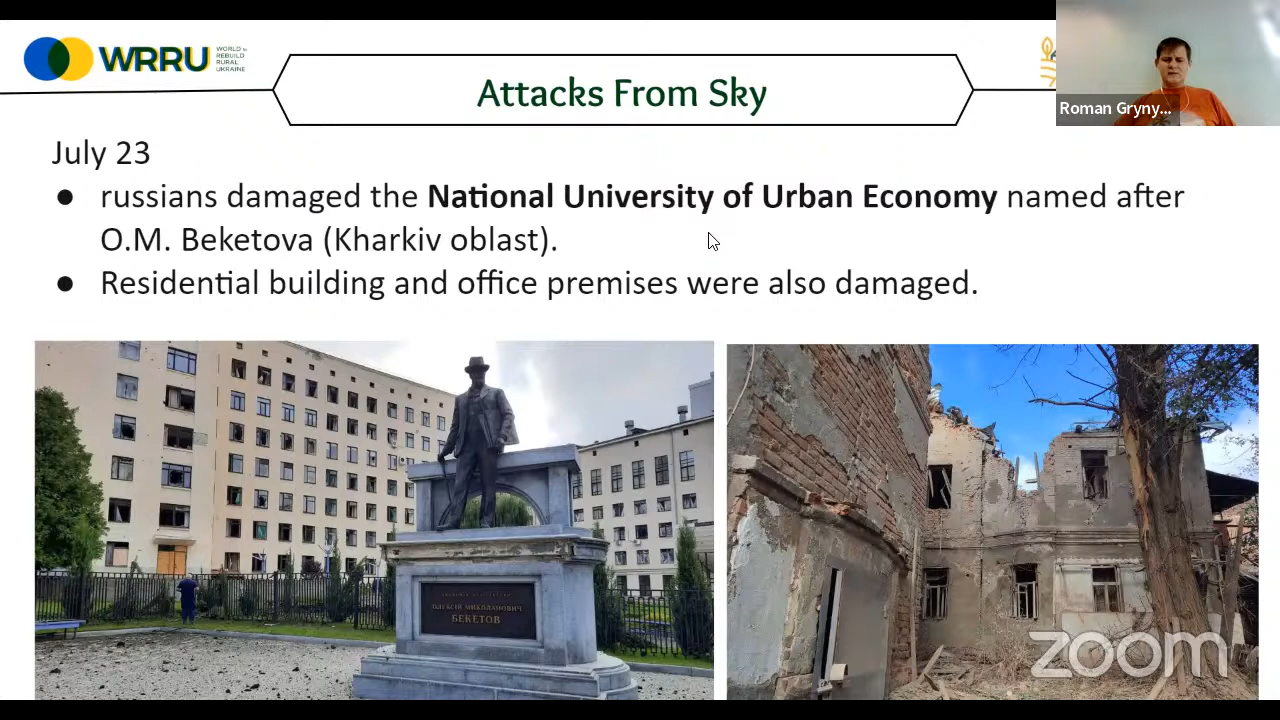 WRRU
WORLD to
REBUILD
RURAL
UKRAINE
Attacks From Sky
Roman Gryny...
July 23
● russians damaged the National University of Urban Economy named after
O.M. Beketova (Kharkiv oblast).
● Residential building and office premises were also damaged.
ОЛЕКСІЙ МИКОЛАЙОВИЧ
БЕКЕТОВ
zoom